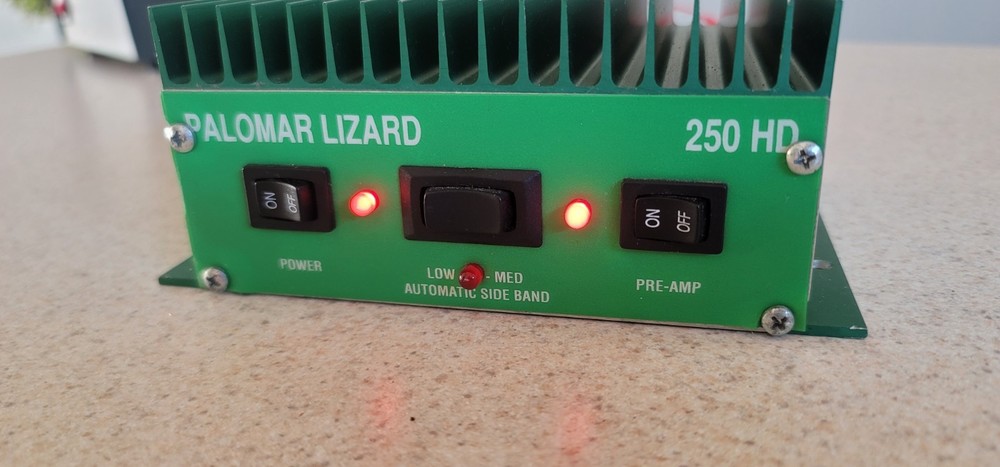 PALOMAR LIZARD
250 HD
ON OFF
ON OFF
POWER
LOW - MED
AUTOMATIC SIDE BAND
PRE-AMP